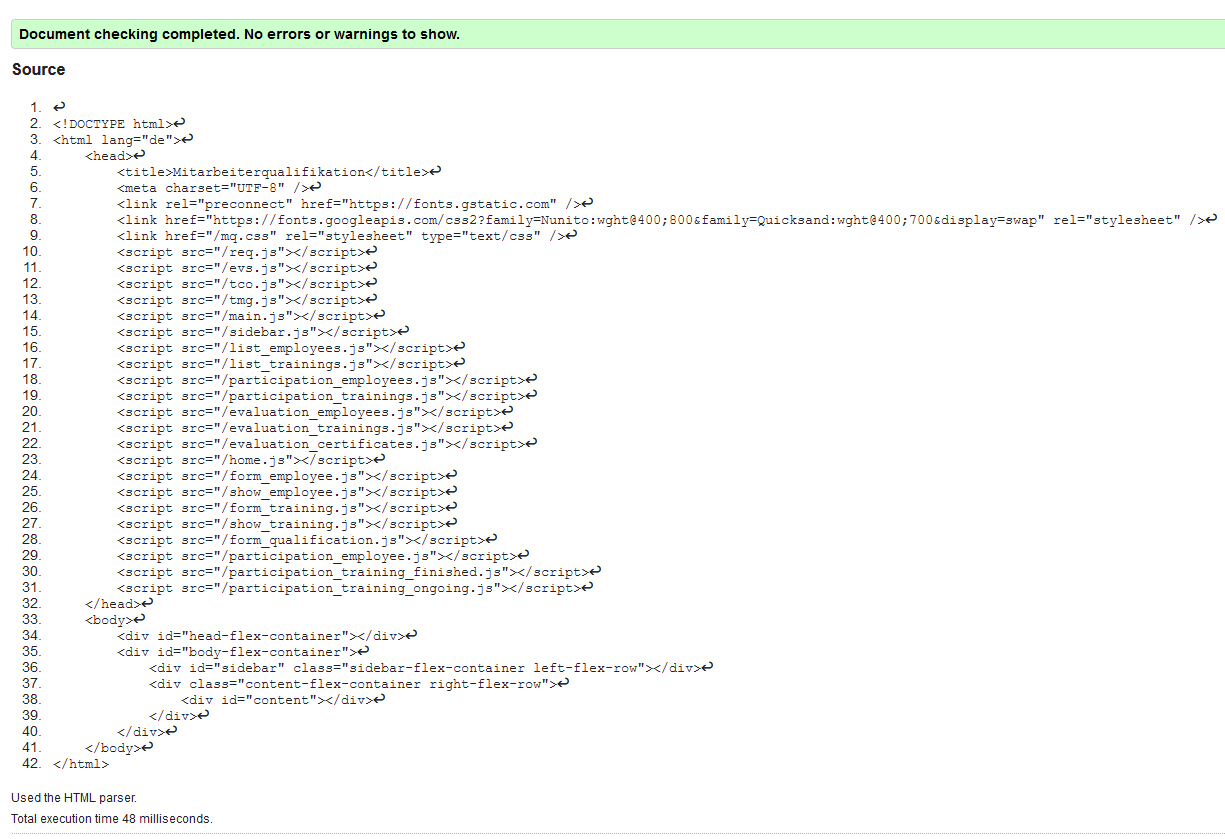 Document checking completed. No errors or warnings to show.
Source
1. ↩
2. <!DOCTYPE html>↩
3. <html lang="de">↩
4. <head>↩
5. <title>Mitarbeiterqualifikation</title>↩
6. <meta charset="UTF-8" />↩
7. <link rel="preconnect" href="https://fonts.gstatic.com" />↩
8. <link href="https://fonts.googleapis.com/css2?family=Nunito:wght@400;800&family=Quicksand:wght@400;700&display=swap" rel="stylesheet" />↩
9. <link href="/mq.css" rel="stylesheet" type="text/css" />↩
10. <script src="/req.js"></script>↩
11. <script src="/evs.js"></script>↩
12. <script src="/tco.js"></script>↩
13. <script src="/tmg.js"></script>↩
14. <script src="/main.js"></script>↩
15. <script src="/sidebar.js"></script>↩
16. <script src="/list_employees.js"></script>↩
17. <script src="/list_trainings.js"></script>↩
18. <script src="/participation_employees.js"></script>↩
19. <script src="/participation_trainings.js"></script>↩
20. <script src="/evaluation_employees.js"></script>↩
21. <script src="/evaluation_trainings.js"></script>↩
22. <script src="/evaluation_certificates.js"></script>↩
23. <script src="/home.js"></script>↩
24. <script src="/form_employee.js"></script>↩
25. <script src="/show_employee.js"></script>↩
26. <script src="/form_training.js"></script>↩
27. <script src="/show_training.js"></script>↩
28. <script src="/form_qualification.js"></script>↩
29. <script src="/participation_employee.js"></script>↩
30. <script src="/participation_training_finished.js"></script>↩
31. <script src="/participation_training_ongoing.js"></script>↩
32. </head>↩
33. <body>↩
34. <div id="head-flex-container"></div>↩
35. <div id="body-flex-container">↩
36. <div id="sidebar" class="sidebar-flex-container left-flex-row"></div>↩
37. <div class="content-flex-container right-flex-row">↩
38. <div id="content"></div>↩
39. </div>↩
40. </div>↩
41. </body>↩
42. </html>
Used the HTML parser.
Total execution time 48 milliseconds.